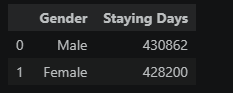 Gender Staying Days
0 Male 430862
1 Female 428200